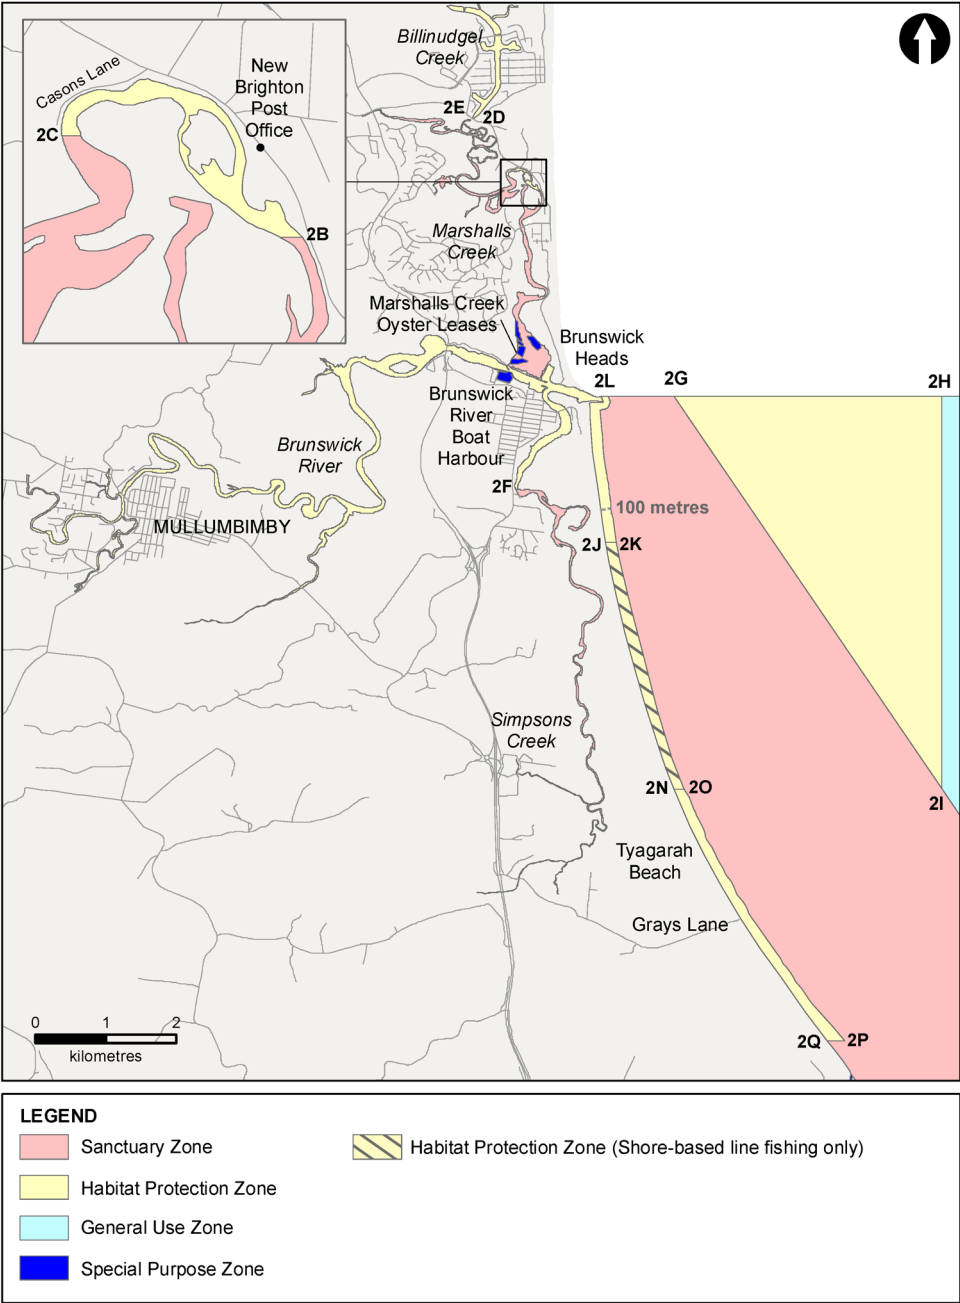 Billinudgel
Creek
Casons Lane
New
Brighton
Post
Office
2C
2B
2E
2D
Marshalls
Creek
Marshalls Creek
Oyster Leases
Brunswick
Heads
2L
2G
2H
Brunswick
River
Boat
Harbour
Brunswick
River
2F
100 metres
MULLUMBIMBY
2J
2K
Simpsons
Creek
2N
2O
2I
Tyagarah
Beach
Grays Lane
0 1 2
kilometres
2Q
2P
LEGEND
Sanctuary Zone
Habitat Protection Zone (Shore-based line fishing only)
Habitat Protection Zone
General Use Zone
Special Purpose Zone